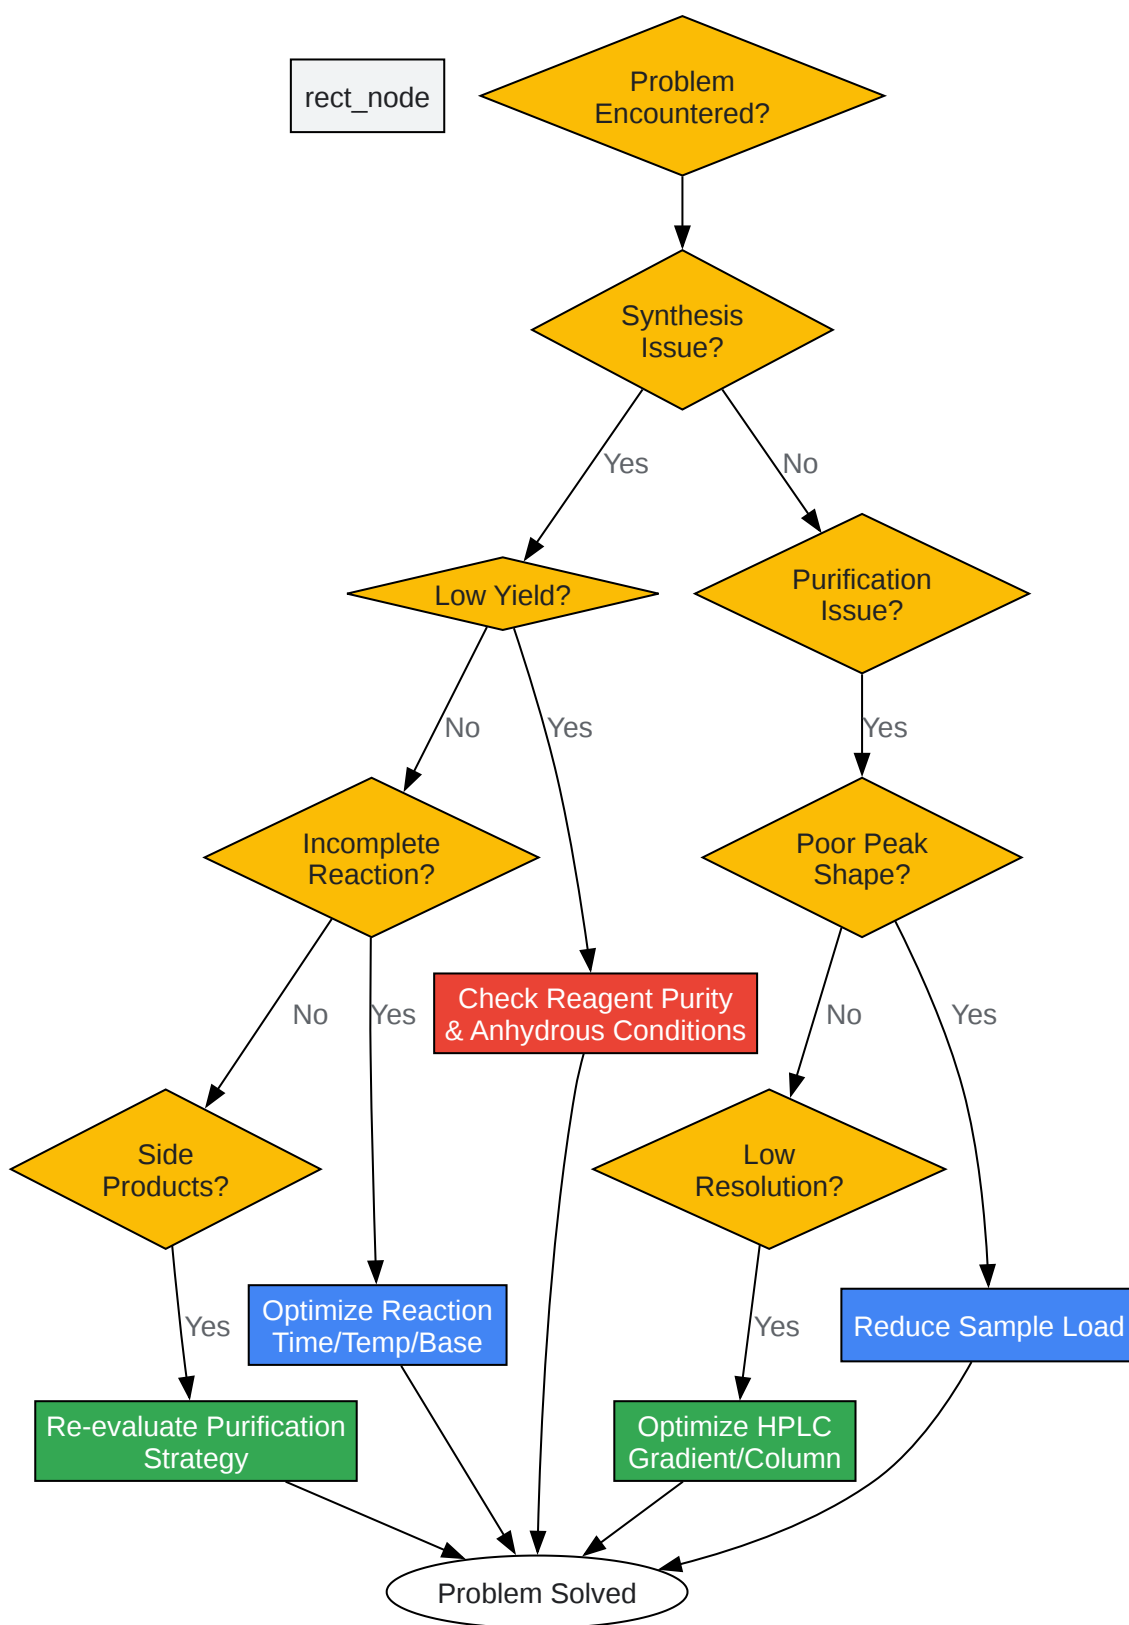 rect_node
Problem
Encountered?
Synthesis
Issue?
Yes
No
Low Yield?
Purification
Issue?
No
Yes
Yes
Incomplete
Reaction?
Poor Peak
Shape?
Check Reagent Purity
& Anhydrous Conditions
No
Yes
No
Yes
Side
Products?
Low
Resolution?
Optimize Reaction
Time/Temp/Base
Reduce Sample Load
Yes
Yes
Re-evaluate Purification
Strategy
Optimize HPLC
Gradient/Column
Problem Solved